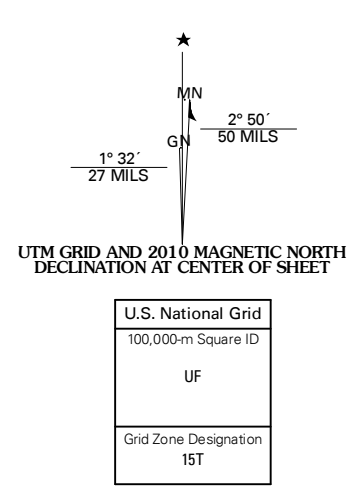 ★
MN
GN
2° 50´
50 MILS
1° 32´
27 MILS
UTM GRID AND 2010 MAGNETIC NORTH
DECLINATION AT CENTER OF SHEET
U.S. National Grid
100,000-m Square ID
UF
Grid Zone Designation
15T